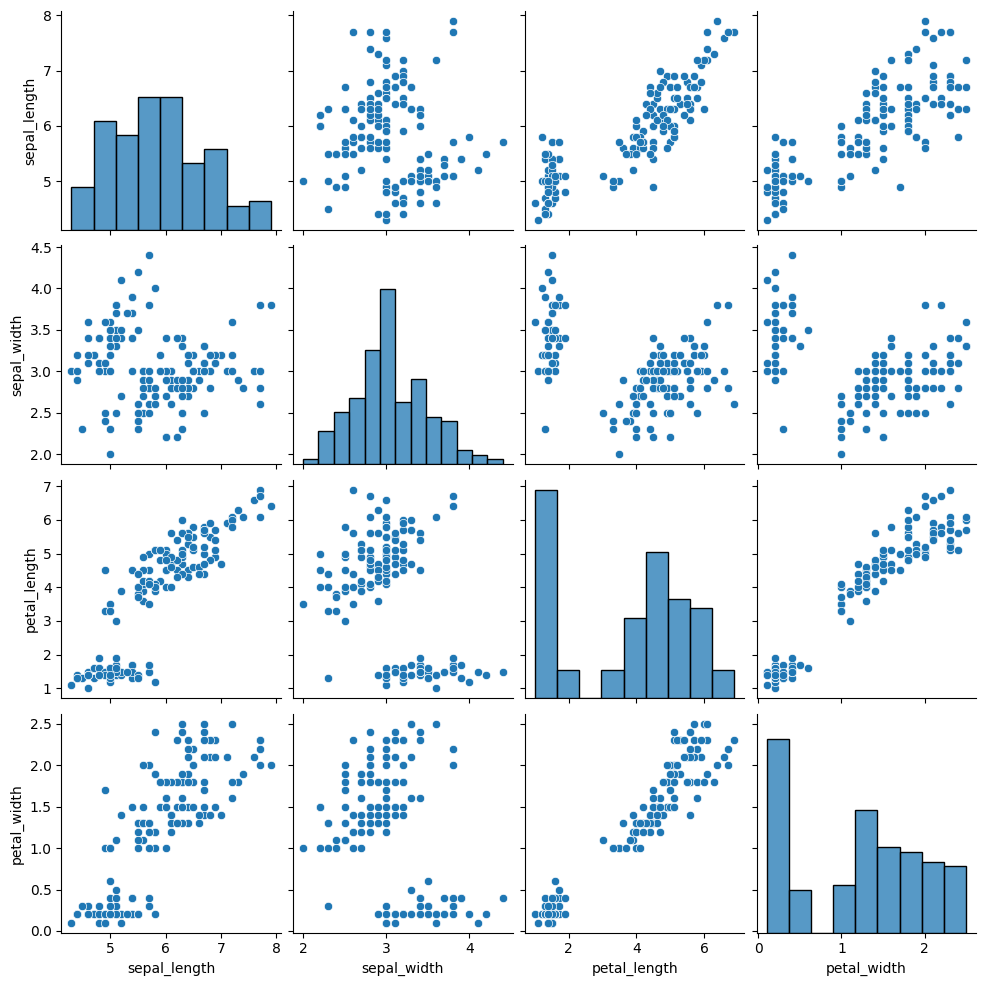 8
7
6
5
sepal_length
4.5
4.0
3.5
3.0
2.5
2.0
sepal_width
7
6
5
4
3
2
1
petal_length
2.5
2.0
1.5
1.0
0.5
0.0
petal_width
5 6 7 8
2 3 4
2 4 6
0 1 2
sepal_length sepal_width petal_length petal_width